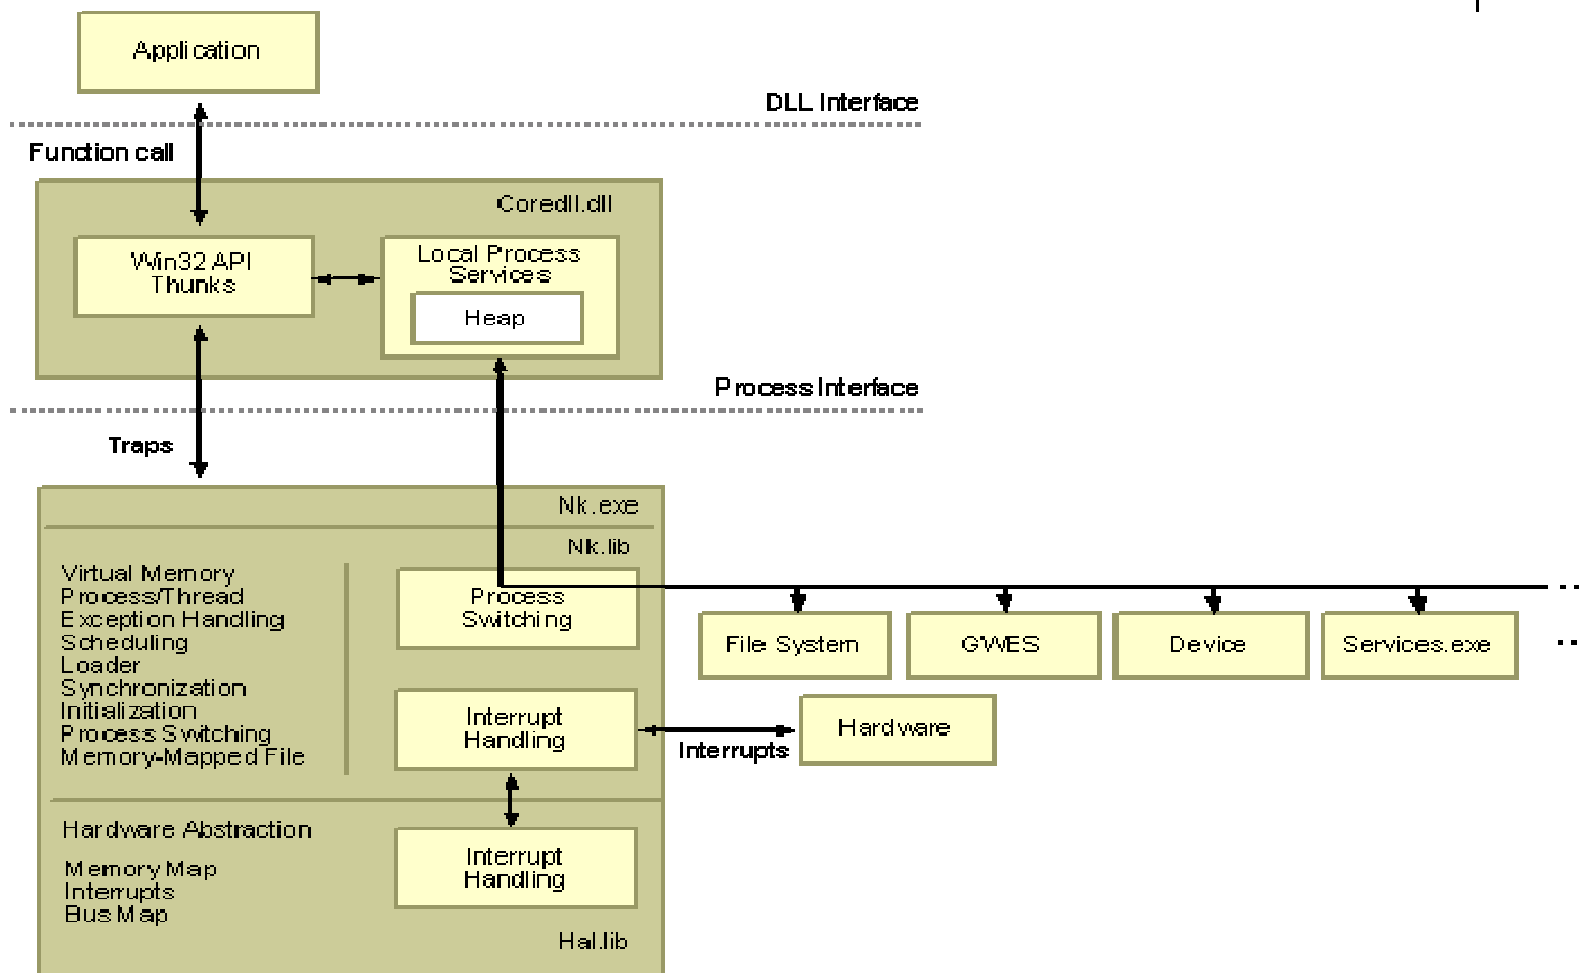 Application
DLL Interface
Function call
Coredll.dll
Win32 API
Thunks
Local Process
Services
Heap
Process Interface
Traps
Nk.exe
Nk.lib
Virtual Memory
Process/Thread
Exception Handling
Scheduling
Loader
Synchronization
Initialization
Process Switching
Memory-Mapped File
Process
Switching
File System
GWES
Device
Services.exe
...
Interrupt
Handling
Interrupts
Hardware
Hardware Abstraction
Memory Map
Interrupts
Bus Map
Interrupt
Handling
Hal.lib